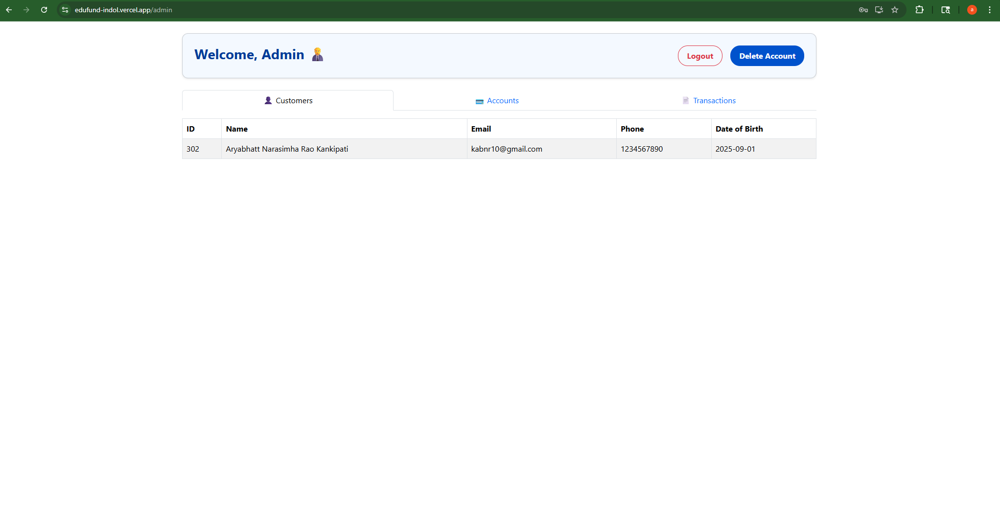 edufund-indol.vercel.app/admin
a
Welcome, Admin
Logout
Delete Account
Customers
Accounts
Transactions
ID Name Email Phone Date of Birth
302 Aryabhatt Narasimha Rao Kankipati kabnr10@gmail.com 1234567890 2025-09-01